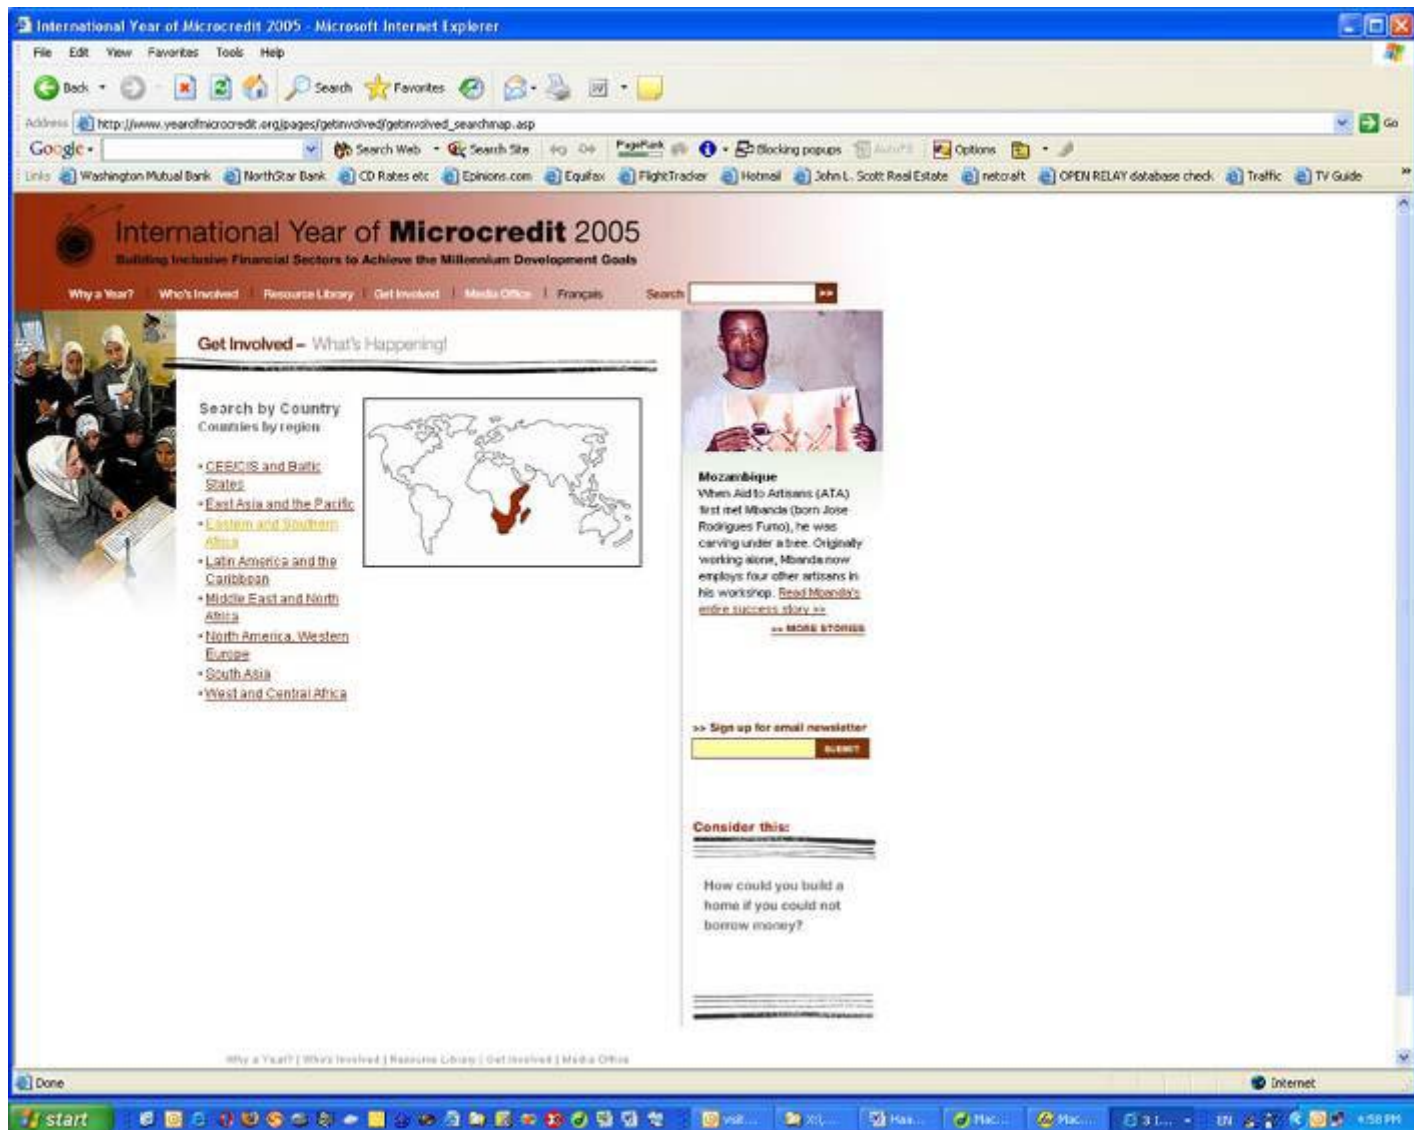 International Year of Microcredit 2005 - Microsoft Internet Explorer
File Edit View Favorites Tools Help
Back Search Favorites
Address http://www.yearofmicrocredit.org/pages/getinvolved/getinvolved_searchmap.asp Go
Google Search Web Search Site PageRank Blocking popups AutoFill Options
Links Washington Mutual Bank NorthStar Bank CD Rates etc Epinions.com Equifax FlightTracker Hotmail John L. Scott Real Estate netcraft OPEN RELAY database check Traffic TV Guide
International Year of Microcredit 2005
Building Inclusive Financial Sectors to Achieve the Millennium Development Goals
Why a Year? | Who's Involved | Resource Library | Get Involved | Media Office | Français Search >>
Get Involved – What's Happening!
Search by Country
Countries by region
CEE/CIS and Baltic
States
East Asia and the Pacific
Eastern and Southern
Africa
Latin America and the
Caribbean
Middle East and North
Africa
North America, Western
Europe
South Asia
West and Central Africa
Mozambique
When Aid to Artisans (ATA)
first met Mbanda (born Jose
Rodrigues Fumo), he was
carving under a tree. Originally
working alone, Mbanda now
employs four other artisans in
his workshop. Read Mbanda's
entire success story >>
>> MORE STORIES
>> Sign up for email newsletter
SUBMIT
Consider this:
How could you build a
home if you could not
borrow money?
Why a Year? | Who's Involved | Resource Library | Get Involved | Media Office
Done Internet
start visit... Haa... Mac... Mac... EN 4:58 PM